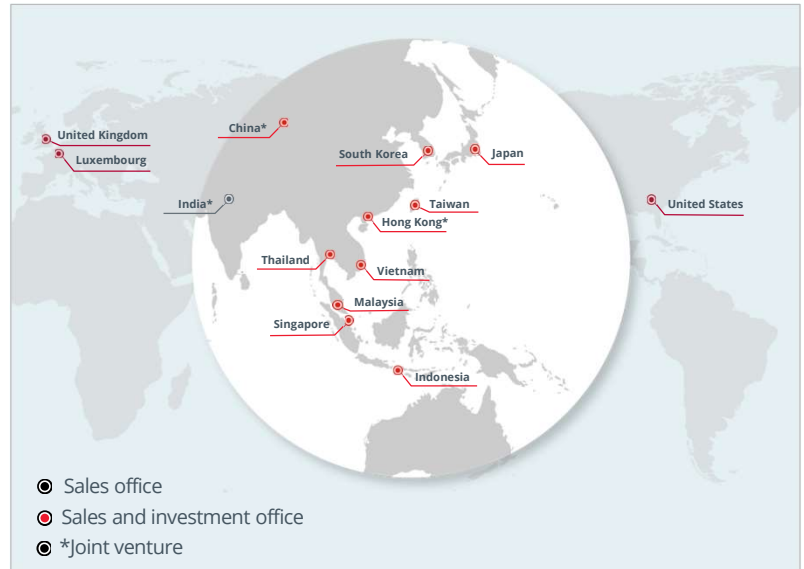 United Kingdom
Luxembourg
China*
South Korea
Japan
India*
Taiwan
Hong Kong*
United States
Thailand
Vietnam
Malaysia
Singapore
Indonesia
Sales office
Sales and investment office
*Joint venture